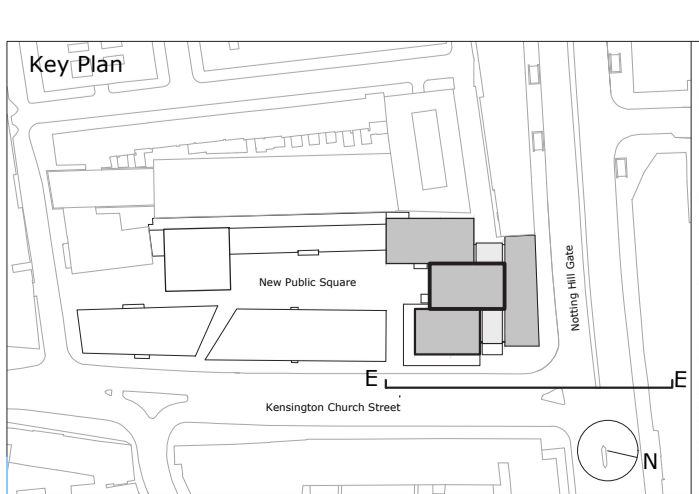 Key Plan
New Public Square
Notting Hill Gate
E
E
Kensington Church Street
N